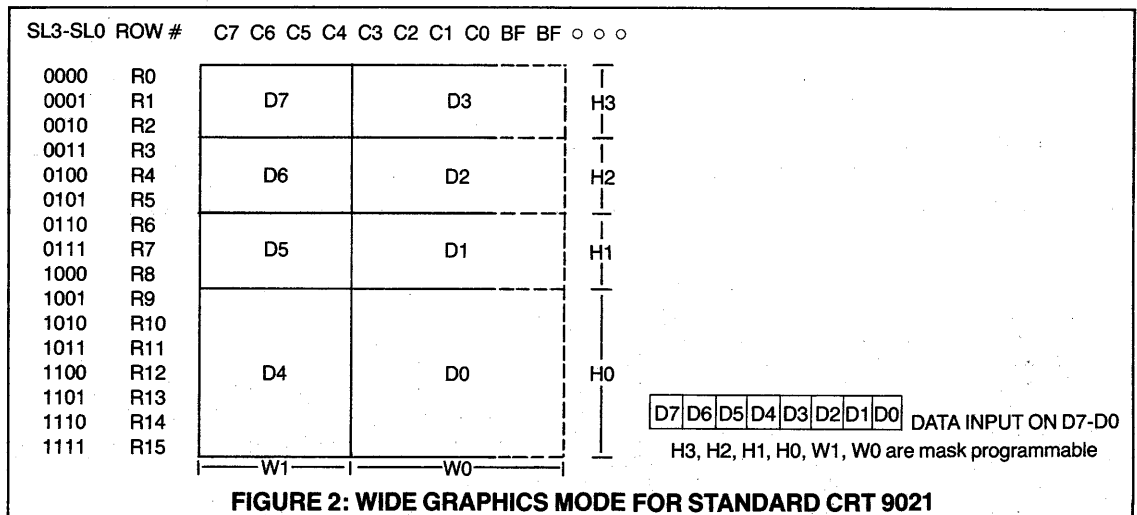 SL3-SL0 ROW # C7 C6 C5 C4 C3 C2 C1 C0 BF BF ○ ○ ○
0000 R0
0001 R1 D7 D3 H3
0010 R2
0011 R3
0100 R4 D6 D2 H2
0101 R5
0110 R6
0111 R7 D5 D1 H1
1000 R8
1001 R9
1010 R10
1011 R11
1100 R12 D4 D0 H0
1101 R13
1110 R14
1111 R15
W1 W0
D7 D6 D5 D4 D3 D2 D1 D0 DATA INPUT ON D7-D0
H3, H2, H1, H0, W1, W0 are mask programmable
FIGURE 2: WIDE GRAPHICS MODE FOR STANDARD CRT 9021